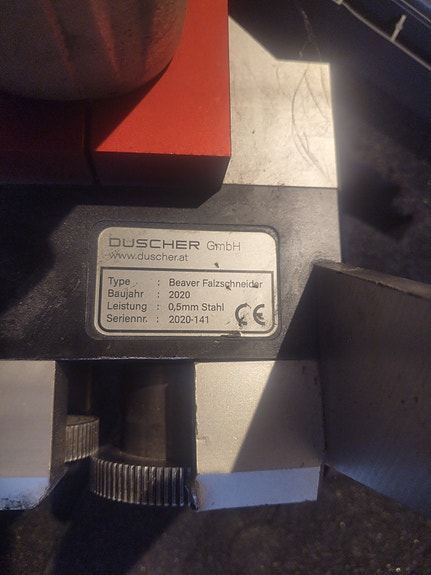 DUSCHER GmbH
www.duscher.at
Type : Beaver Falzschneider
Baujahr : 2020
Leistung : 0,5mm Stahl
Seriennr. : 2020-141
CE